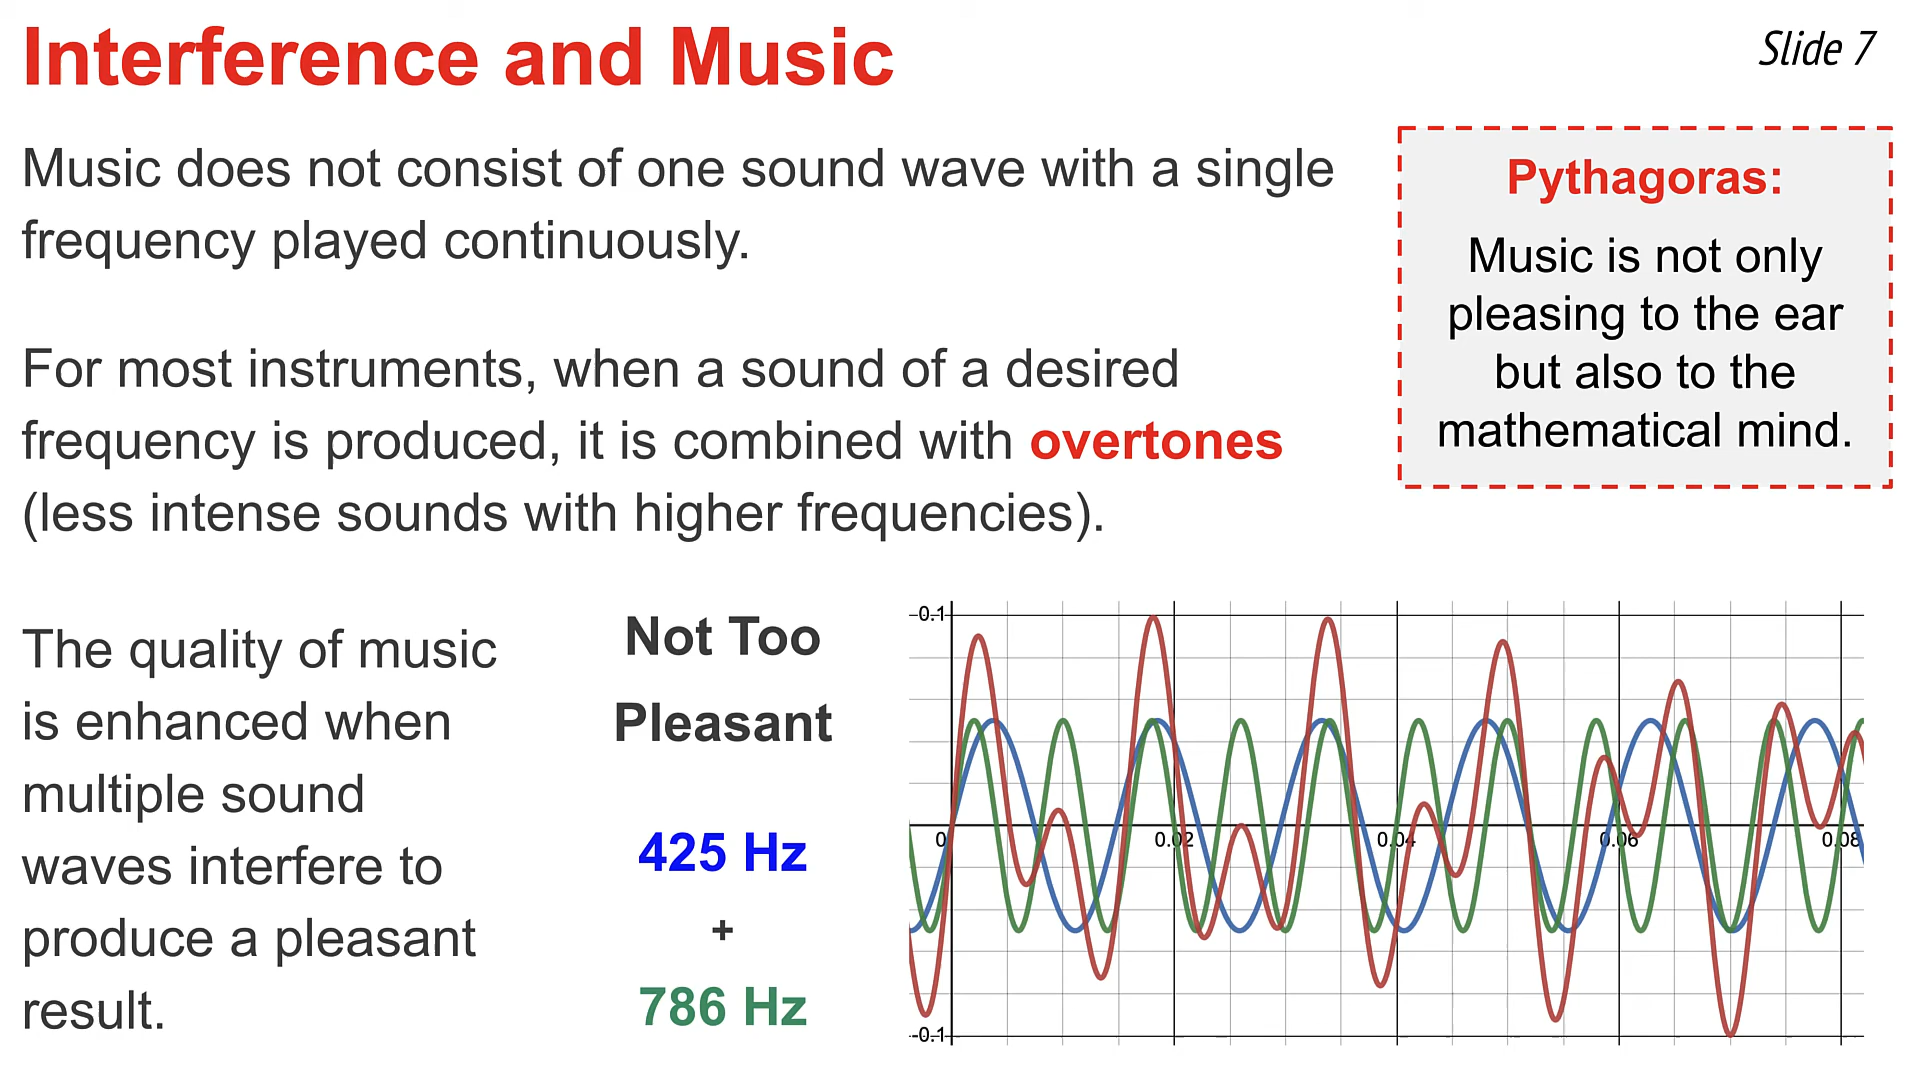 Interference and Music
Slide 7
Music does not consist of one sound wave with a single
frequency played continuously.
Pythagoras:
Music is not only
pleasing to the ear
but also to the
mathematical mind.
For most instruments, when a sound of a desired
frequency is produced, it is combined with overtones
(less intense sounds with higher frequencies).
The quality of music
is enhanced when
multiple sound
waves interfere to
produce a pleasant
result.
Not Too
Pleasant
425 Hz
+
786 Hz
0.1
0
0.02
0.04
0.06
0.08
-0.1